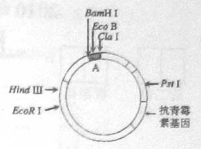 BamH I
Eco B
Cla I
A
Hind Ⅲ
EcoR I
Pst I
抗青霉
素基因